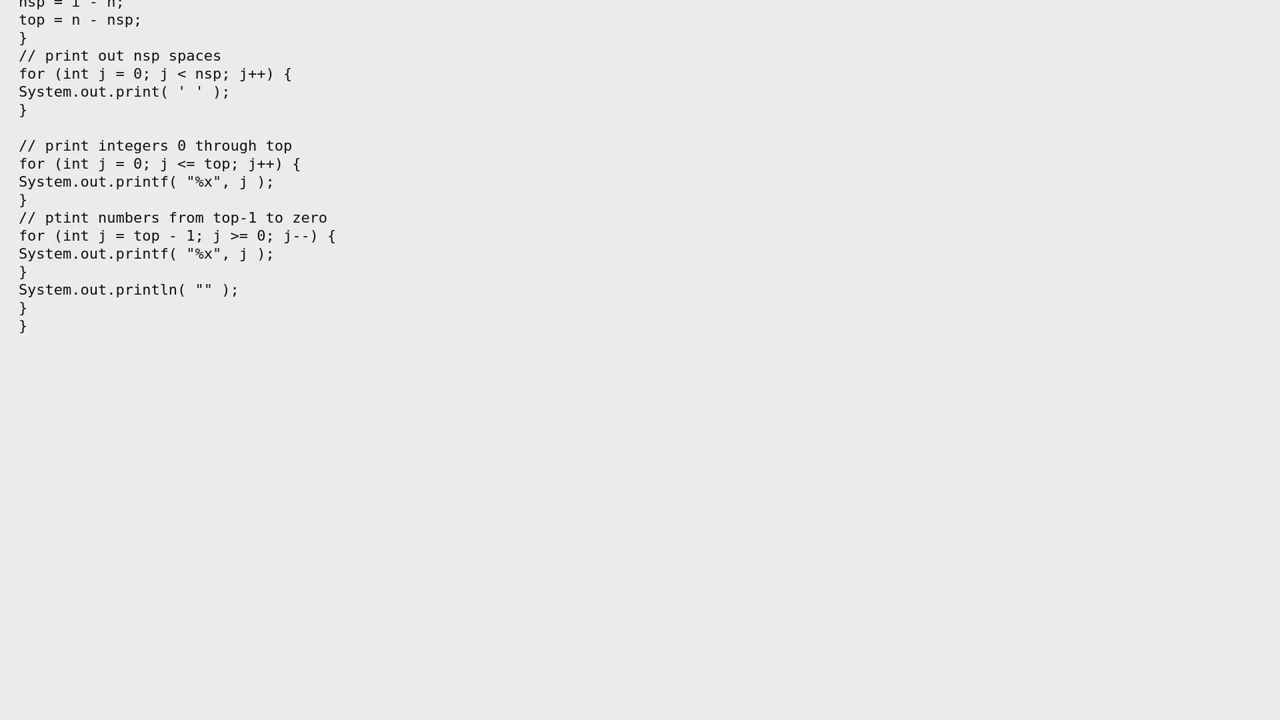 nsp = i - n;
top = n - nsp;
}
// print out nsp spaces
for (int j = 0; j < nsp; j++) {
System.out.print( ' ' );
}

// print integers 0 through top
for (int j = 0; j <= top; j++) {
System.out.printf( "%x", j );
}
// ptint numbers from top-1 to zero
for (int j = top - 1; j >= 0; j--) {
System.out.printf( "%x", j );
}
System.out.println( "" );
}
}